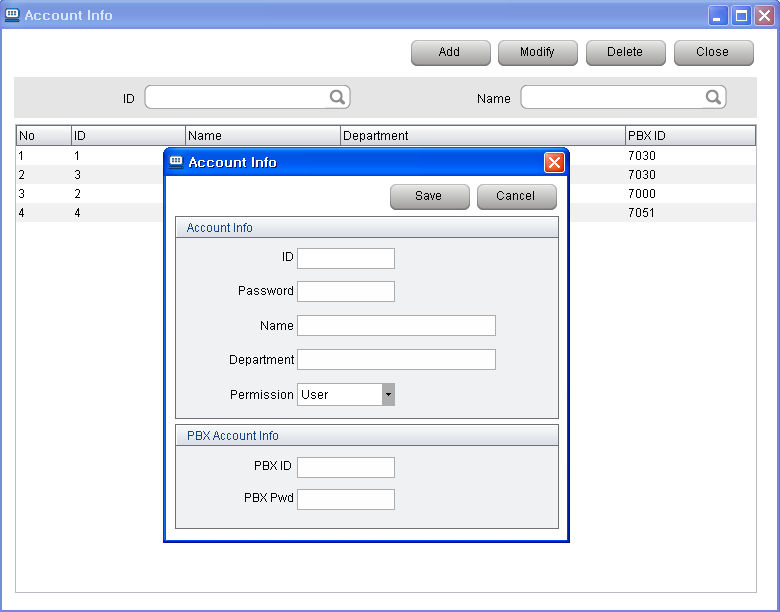 Account Info
Add Modify Delete Close
ID Name
No ID Name Department PBX ID
1 1 7030
2 3 7030
3 2 7000
4 4 7051
Account Info
Save Cancel
Account Info
ID
Password
Name
Department
Permission User
PBX Account Info
PBX ID
PBX Pwd